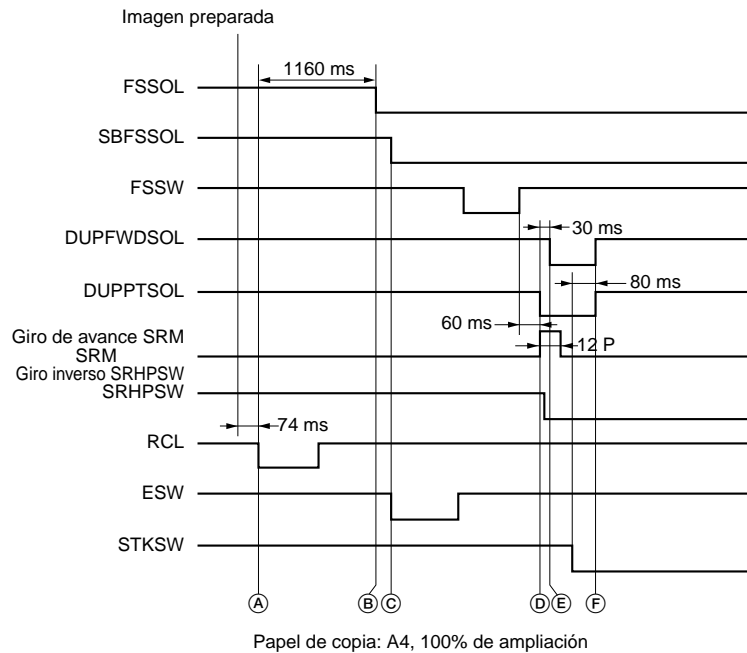 Imagen preparada
1160 ms
FSSOL
SBFSSOL
FSSW
DUPFWDSOL
30 ms
DUPPTSOL
80 ms
60 ms
Giro de avance SRM
SRM
12 P
Giro inverso SRHPSW
SRHPSW
74 ms
RCL
ESW
STKSW
A B C D E F
Papel de copia: A4, 100% de ampliación